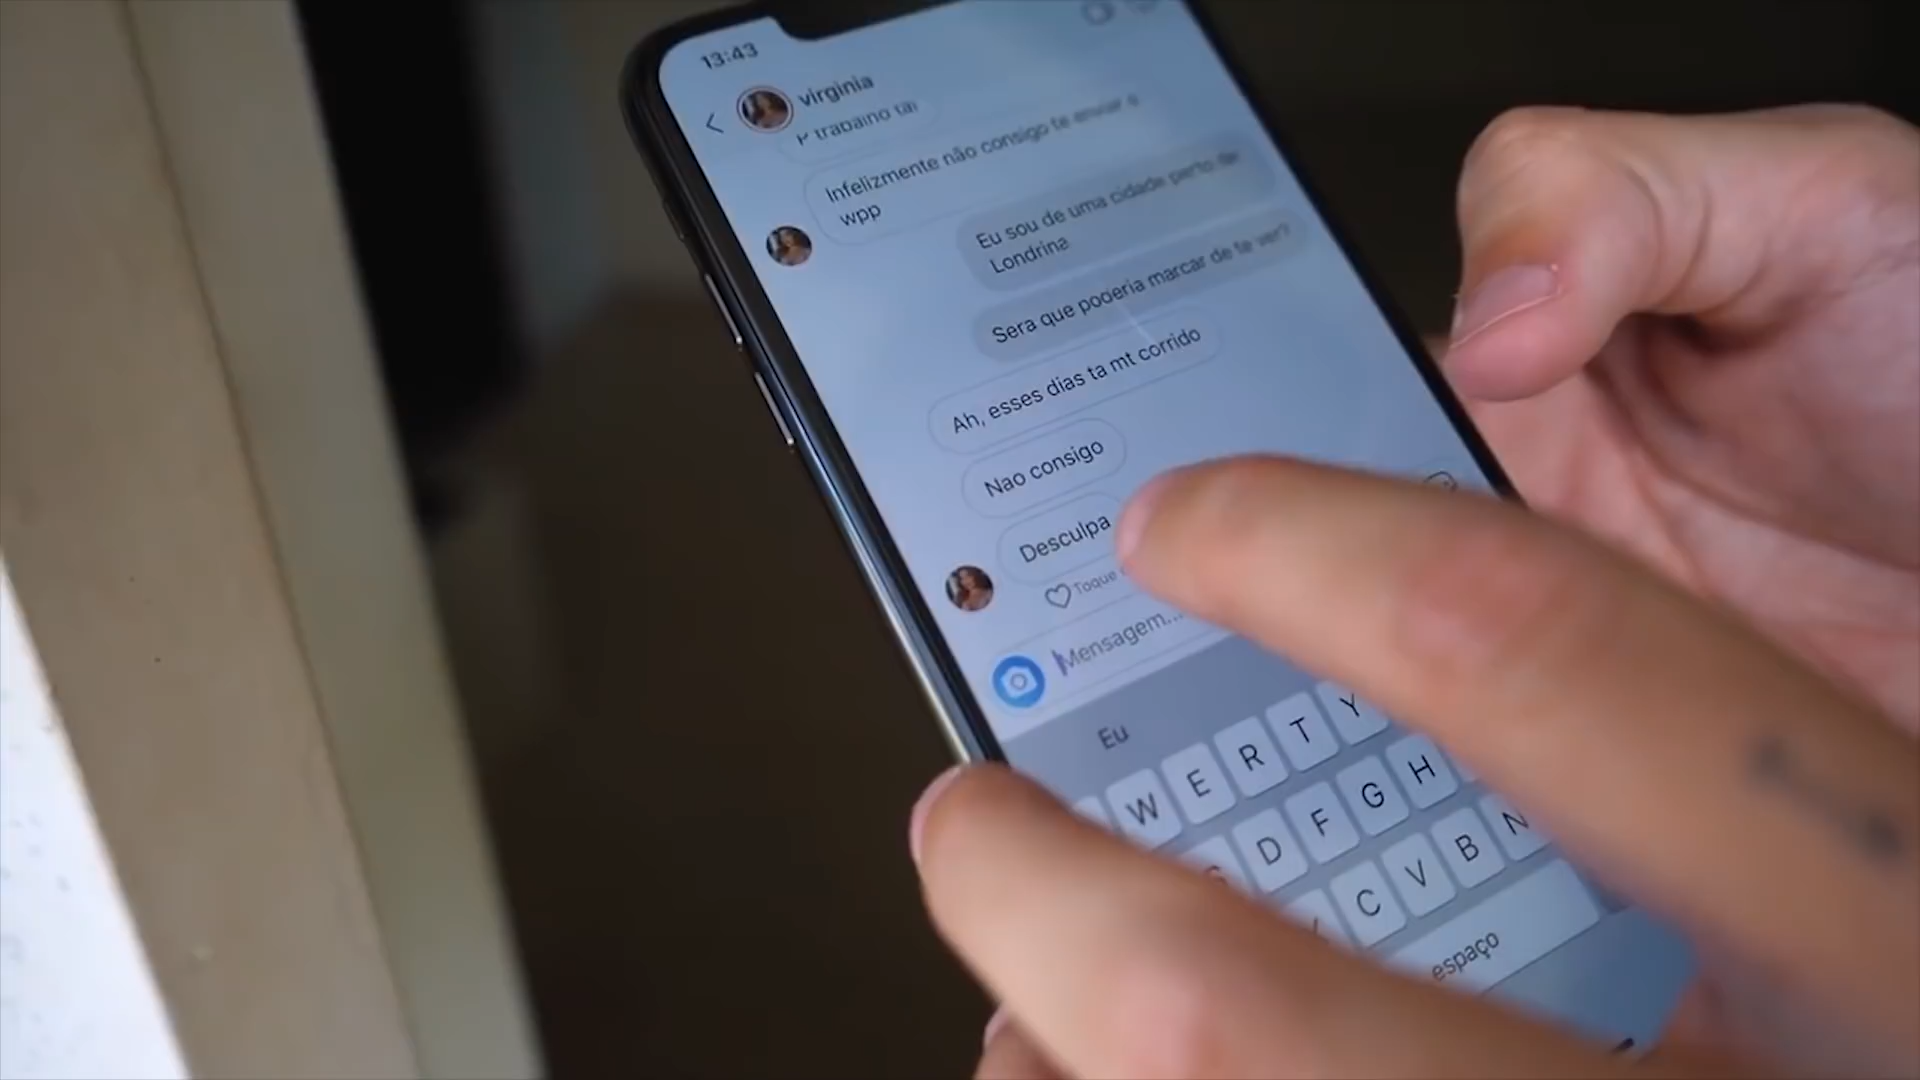 13:43
virginia
trabalho tai
Infelizmente não consigo te enviar o
wpp
Eu sou de uma cidade perto de
Londrina
Sera que poderia marcar de te ver?
Ah, esses dias ta mt corrido
Nao consigo
Desculpa
Toque
Mensagem...
Eu
W E R T Y
D F G H
C V B N
espaço